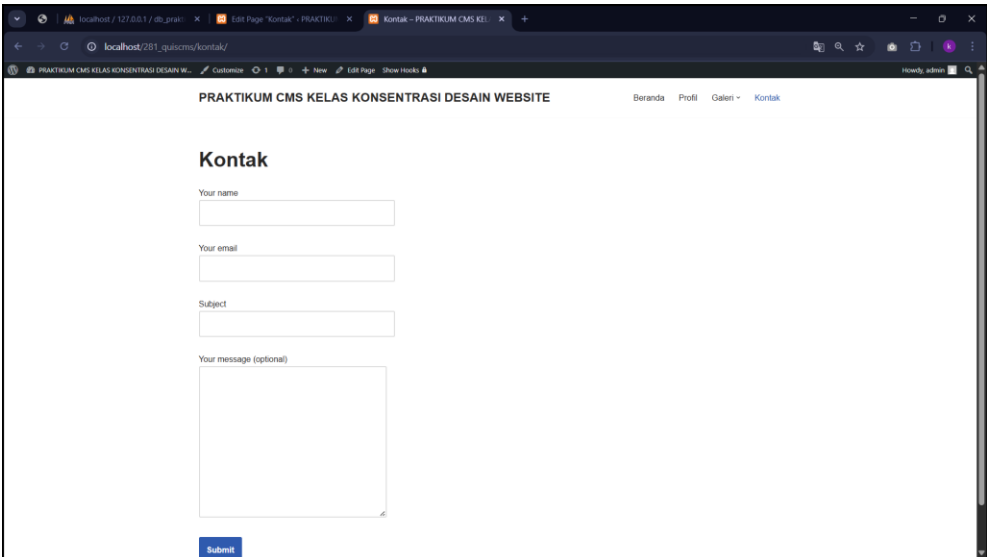 localhost / 127.0.0.1 / db_prakti
Edit Page "Kontak" ‹ PRAKTIKU
Kontak – PRAKTIKUM CMS KEL
localhost/281_quiscms/kontak/
k
PRAKTIKUM CMS KELAS KONSENTRASI DESAIN W... Customize 1 0 + New Edit Page Show Hooks
Howdy, admin
PRAKTIKUM CMS KELAS KONSENTRASI DESAIN WEBSITE
Beranda Profil Galeri Kontak
Kontak
Your name
Your email
Subject
Your message (optional)
Submit